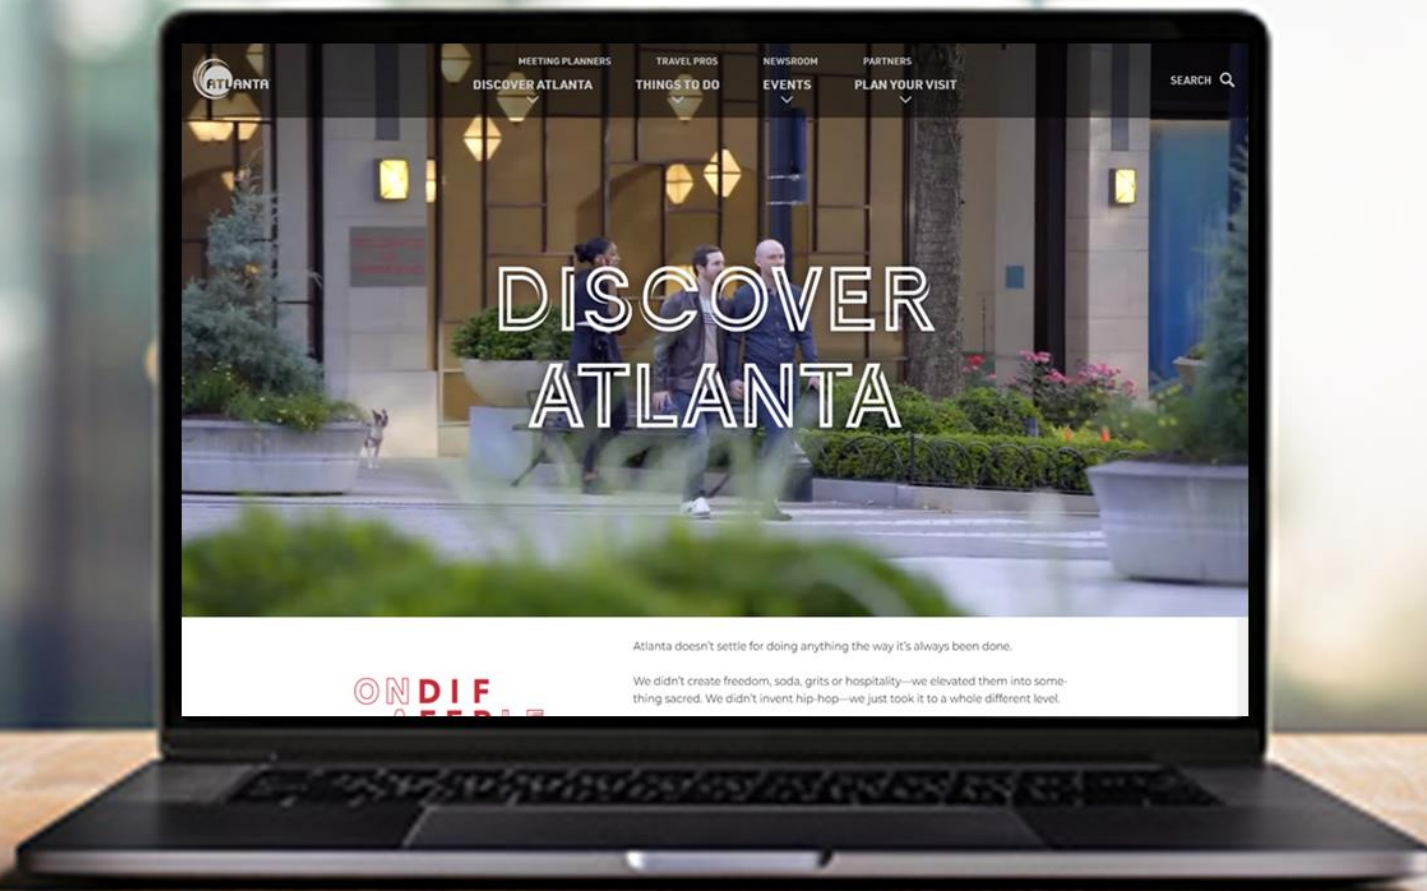 ATLANTA
MEETING PLANNERS
TRAVEL PROS
NEWSROOM
PARTNERS
DISCOVER ATLANTA
THINGS TO DO
EVENTS
PLAN YOUR VISIT
SEARCH
DISCOVER
ATLANTA
Atlanta doesn't settle for doing anything the way it's always been done.
We didn't create freedom, soda, grits or hospitality—we elevated them into some-
thing sacred. We didn't invent hip-hop—we just took it to a whole different level.
ONDIF